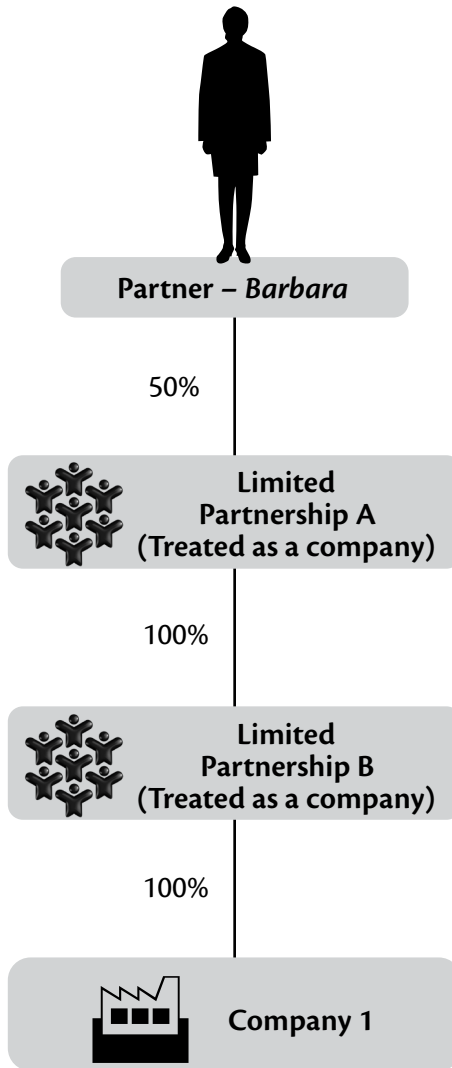 Partner – Barbara
50%
Limited
Partnership A
(Treated as a company)
100%
Limited
Partnership B
(Treated as a company)
100%
Company 1